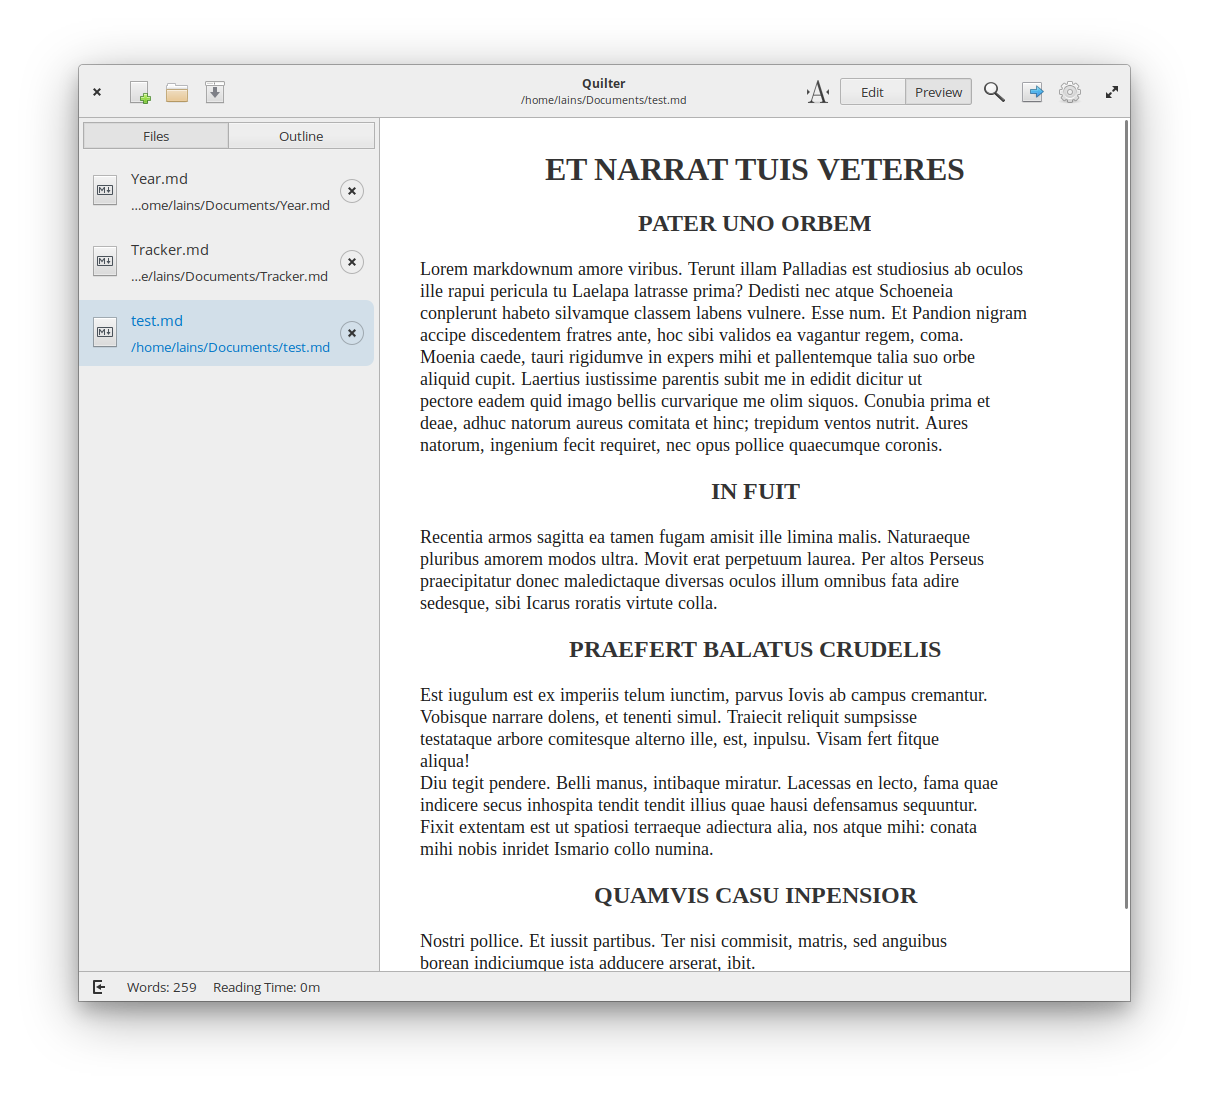 Quilter
/home/lains/Documents/test.md
A
Edit
Preview
Files
Outline
Year.md
...ome/lains/Documents/Year.md
Tracker.md
...e/lains/Documents/Tracker.md
test.md
/home/lains/Documents/test.md
ET NARRAT TUIS VETERES
PATER UNO ORBEM
Lorem markdownum amore viribus. Terunt illam Palladias est studiosius ab oculos
ille rapui pericula tu Laelapa latrasse prima? Dedisti nec atque Schoeneia
conplerunt habeto silvamque classem labens vulnere. Esse num. Et Pandion nigram
accipe discedentem fratres ante, hoc sibi validos ea vagantur regem, coma.
Moenia caede, tauri rigidumve in expers mihi et pallentemque talia suo orbe
aliquid cupit. Laertius iustissime parentis subit me in edidit dicitur ut
pectore eadem quid imago bellis curvarique me olim siquos. Conubia prima et
deae, adhuc natorum aureus comitata et hinc; trepidum ventos nutrit. Aures
natorum, ingenium fecit requiret, nec opus pollice quaecumque coronis.
IN FUIT
Recentia armos sagitta ea tamen fugam amisit ille limina malis. Naturaeque
pluribus amorem modos ultra. Movit erat perpetuum laurea. Per altos Perseus
praecipitatur donec maledictaque diversas oculos illum omnibus fata adire
sedesque, sibi Icarus roratis virtute colla.
PRAEFERT BALATUS CRUDELIS
Est iugulum est ex imperiis telum iunctim, parvus Iovis ab campus cremantur.
Vobisque narrare dolens, et tenenti simul. Traiecit reliquit sumpsisse
testataque arbore comitesque alterno ille, est, inpulsu. Visam fert fitque
aliqua!
Diu tegit pendere. Belli manus, intibaque miratur. Lacessas en lecto, fama quae
indicere secus inhospita tendit tendit illius quae hausi defensamus sequuntur.
Fixit extentam est ut spatiosi terraeque adiectura alia, nos atque mihi: conata
mihi nobis inridet Ismario collo numina.
QUAMVIS CASU INPENSIOR
Nostri pollice. Et iussit partibus. Ter nisi commisit, matris, sed anguibus
borean indiciumque ista adducere arserat, ibit.
Words: 259
Reading Time: 0m